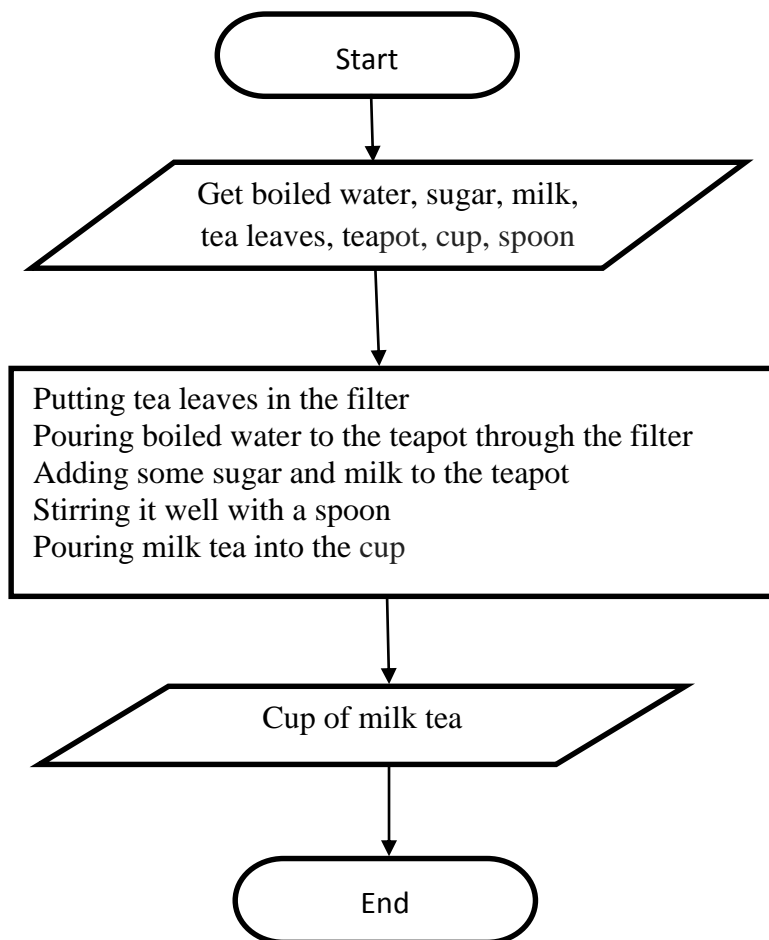 Start
Get boiled water, sugar, milk,
tea leaves, teapot, cup, spoon
Putting tea leaves in the filter
Pouring boiled water to the teapot through the filter
Adding some sugar and milk to the teapot
Stirring it well with a spoon
Pouring milk tea into the cup
Cup of milk tea
End